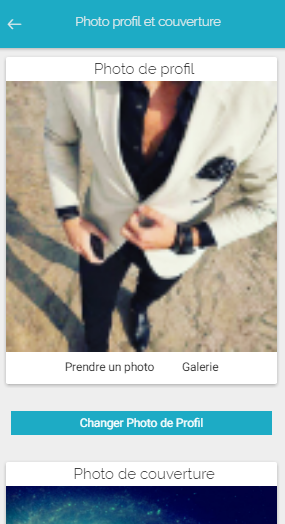 Photo profil et couverture
Photo de profil
Prendre un photo Galerie
Changer Photo de Profil
Photo de couverture